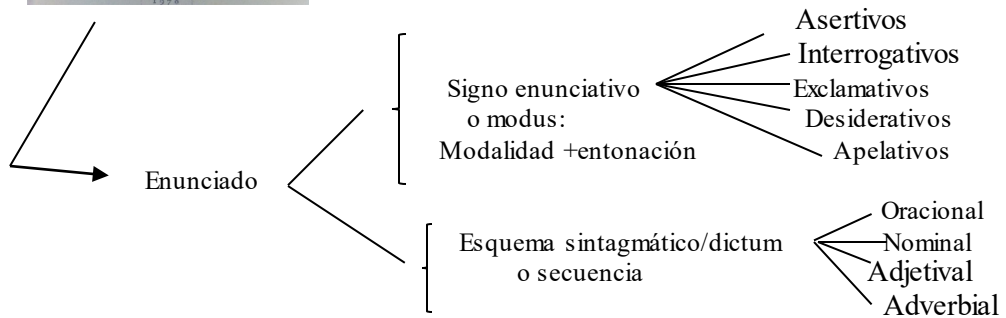 1978
Asertivos
Interrogativos
Exclamativos
Desiderativos
Apelativos
Signo enunciativo
o modus:
Modalidad +entonación
Enunciado
Oracional
Nominal
Adjetival
Adverbial
Esquema sintagmático/dictum
o secuencia